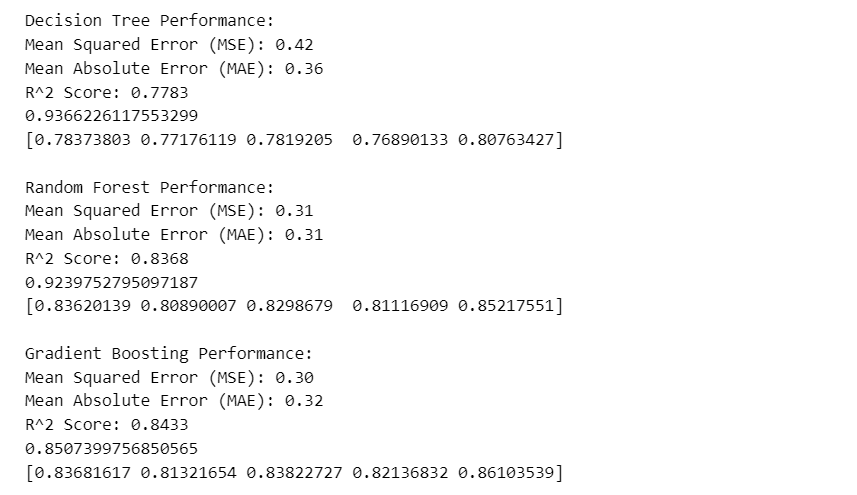 Decision Tree Performance:
Mean Squared Error (MSE): 0.42
Mean Absolute Error (MAE): 0.36
R^2 Score: 0.7783
0.9366226117553299
[0.78373803 0.77176119 0.7819205  0.76890133 0.80763427]
Random Forest Performance:
Mean Squared Error (MSE): 0.31
Mean Absolute Error (MAE): 0.31
R^2 Score: 0.8368
0.9239752795097187
[0.83620139 0.80890007 0.8298679  0.81116909 0.85217551]
Gradient Boosting Performance:
Mean Squared Error (MSE): 0.30
Mean Absolute Error (MAE): 0.32
R^2 Score: 0.8433
0.8507399756850565
[0.83681617 0.81321654 0.83822727 0.82136832 0.86103539]